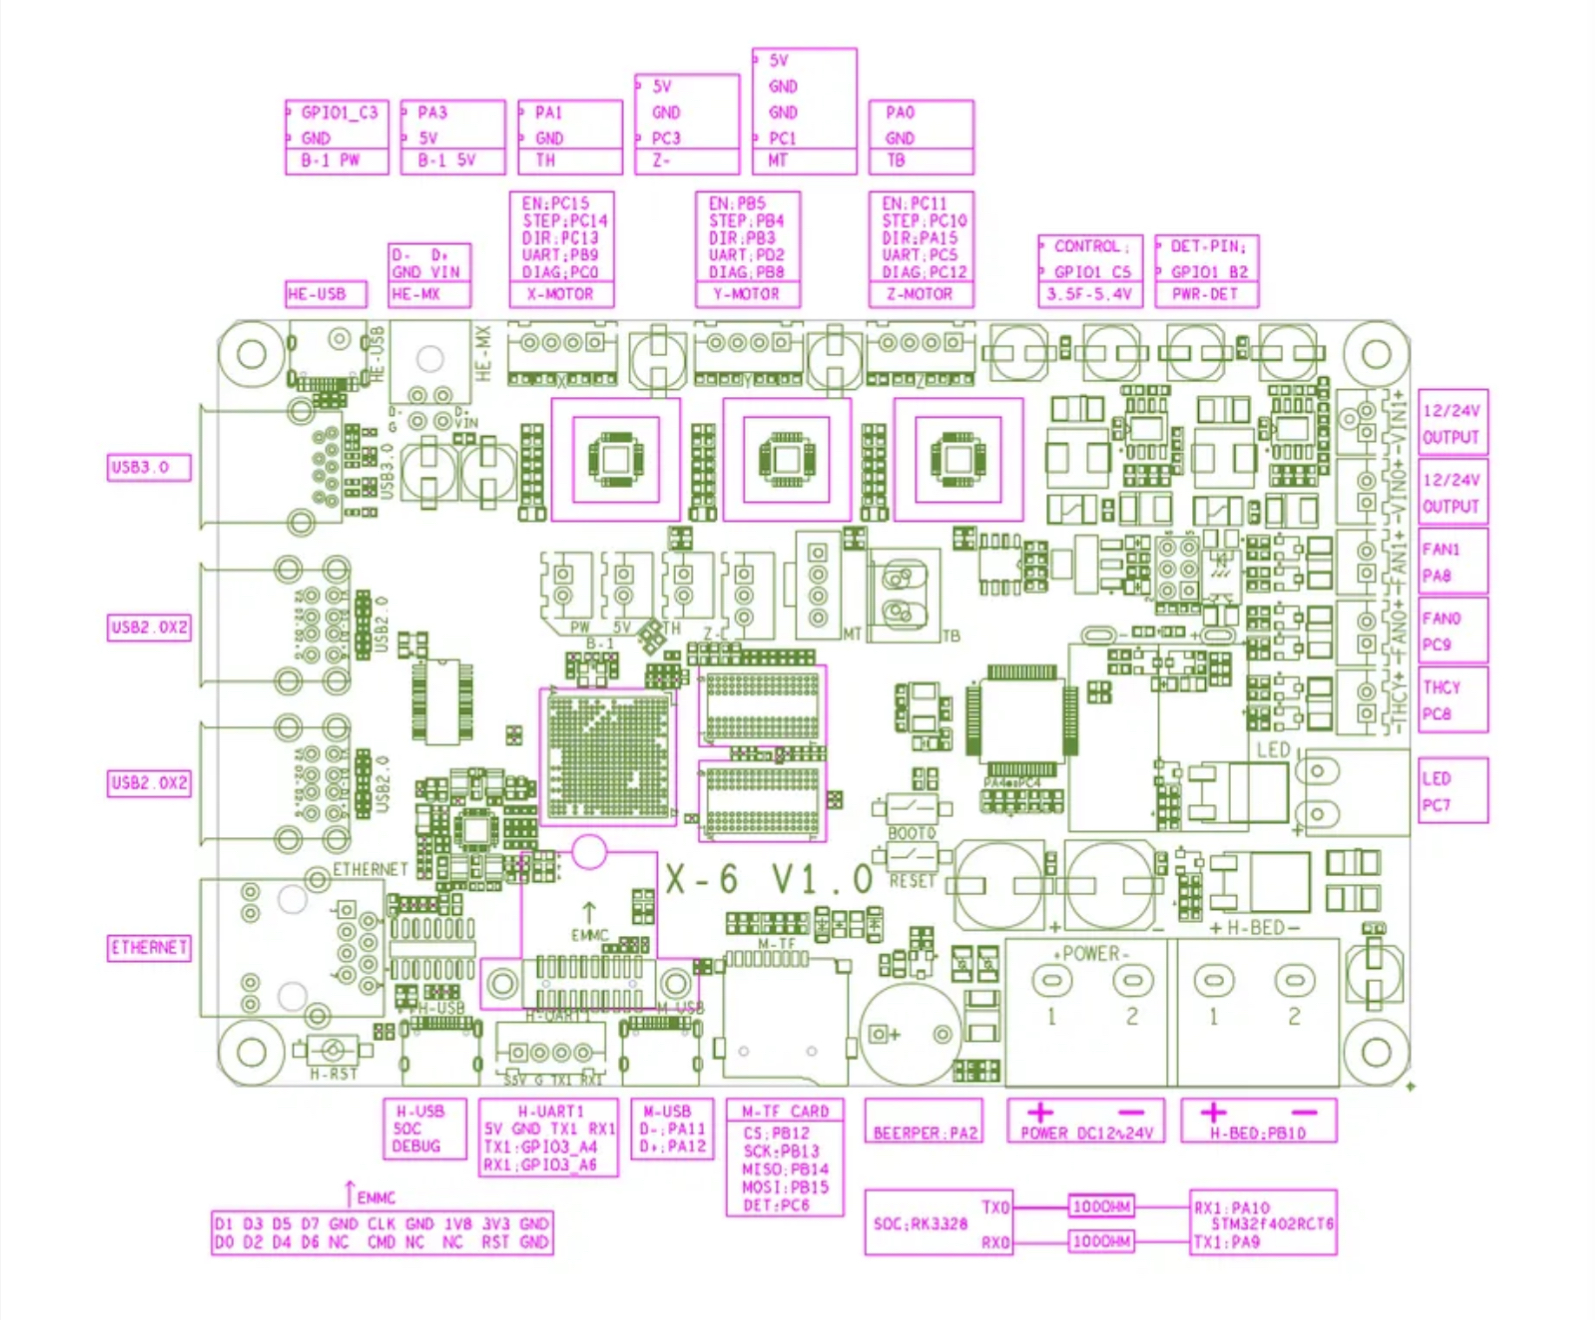 5V
GND
GND
PC1
MT
5V
GND
PC3
Z-
GPIO1_C3
GND
B-1 PW
PA3
5V
B-1 5V
PA1
GND
TH
PA0
GND
TB
EN:PC15
STEP:PC14
DIR:PC13
UART:PB9
DIAG:PC0
X-MOTOR
EN:PB5
STEP:PB4
DIR:PB3
UART:PD2
DIAG:PB8
Y-MOTOR
EN:PC11
STEP:PC10
DIR:PA15
UART:PC5
DIAG:PC12
Z-MOTOR
CONTROL:
GPIO1 C5
3.5F-5.4V
DET-PIN:
GPIO1 B2
PWR-DET
HE-USB
D- D+
GND VIN
HE-MX
HE-USB
HE-MX
X
Y
Z
D- D+
G VIN
USB3.0
USB3.0
USB2.0X2
USB2.0
USB2.0X2
USB2.0
ETHERNET
ETHERNET
-VIN1+
12/24V
OUTPUT
-VIN0+
12/24V
OUTPUT
-FAN1+
FAN1
PA8
-FAN0+
FAN0
PC9
-THCY+
THCY
PC8
LED
LED
PC7
PW
5V
TH
Z-
MT
TB
B-1
- +
PA4 PC4
BOOT0
RESET
X-6 V1.0
EMMC
M-TF
+ -
+H-BED-
+POWER-
1 2
1 2
+
H-USB
H-UART1
M USB
H-RST
S5V G TX1 RX1
H-USB
SOC
DEBUG
H-UART1
5V GND TX1 RX1
TX1:GPIO3_A4
RX1:GPIO3_A6
M-USB
D-:PA11
D+:PA12
M-TF CARD
CS:PB12
SCK:PB13
MISO:PB14
MOSI:PB15
DET:PC6
BEERPER:PA2
+ -
POWER DC12~24V
+ -
H-BED:PB10
EMMC
D1 D3 D5 D7 GND CLK GND 1V8 3V3 GND
D0 D2 D4 D6 NC CMD NC NC RST GND
SOC:RK3328
TX0
RX0
100OHM
100OHM
RX1:PA10
STM32f402RCT6
TX1:PA9